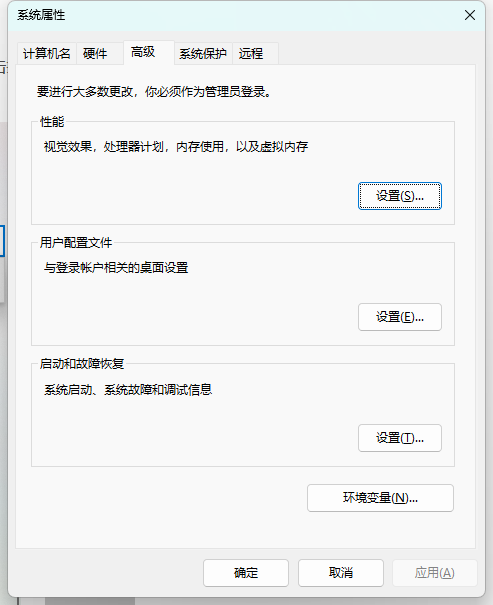 系统属性
计算机名 硬件 高级 系统保护 远程
要进行大多数更改，你必须作为管理员登录。
性能
视觉效果，处理器计划，内存使用，以及虚拟内存
设置(S)...
用户配置文件
与登录帐户相关的桌面设置
设置(E)...
启动和故障恢复
系统启动、系统故障和调试信息
设置(T)...
环境变量(N)...
确定 取消 应用(A)